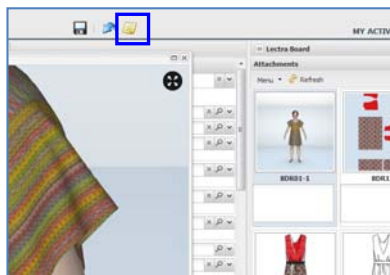 MY ACTIV
Lectra Board
Attachments
Menu
Refresh
BDR01-1
BDR1